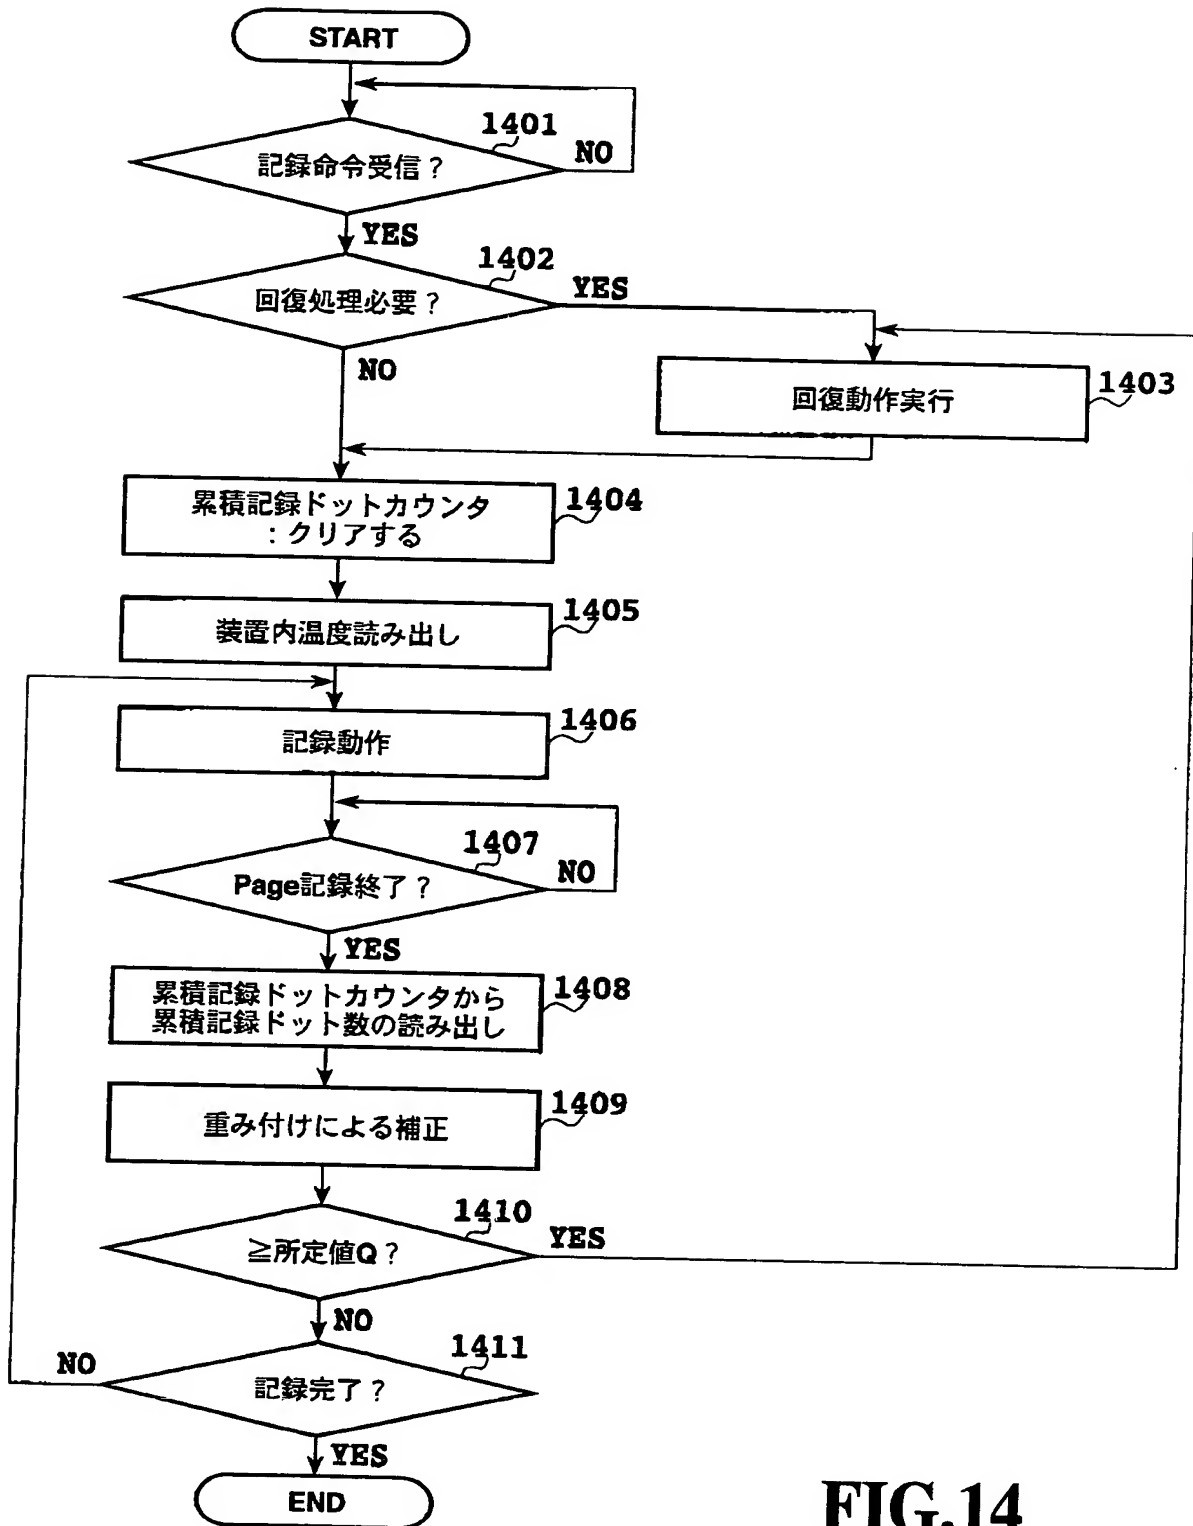 START
1401
記録命令受信？
NO
YES
1402
回復処理必要？
YES
NO
回復動作実行
1403
累積記録ドットカウンタ
：クリアする
1404
装置内温度読み出し
1405
記録動作
1406
1407
Page記録終了？
NO
YES
累積記録ドットカウンタから
累積記録ドット数の読み出し
1408
重み付けによる補正
1409
1410
≧所定値Q？
YES
NO
1411
NO
記録完了？
YES
END
FIG.14